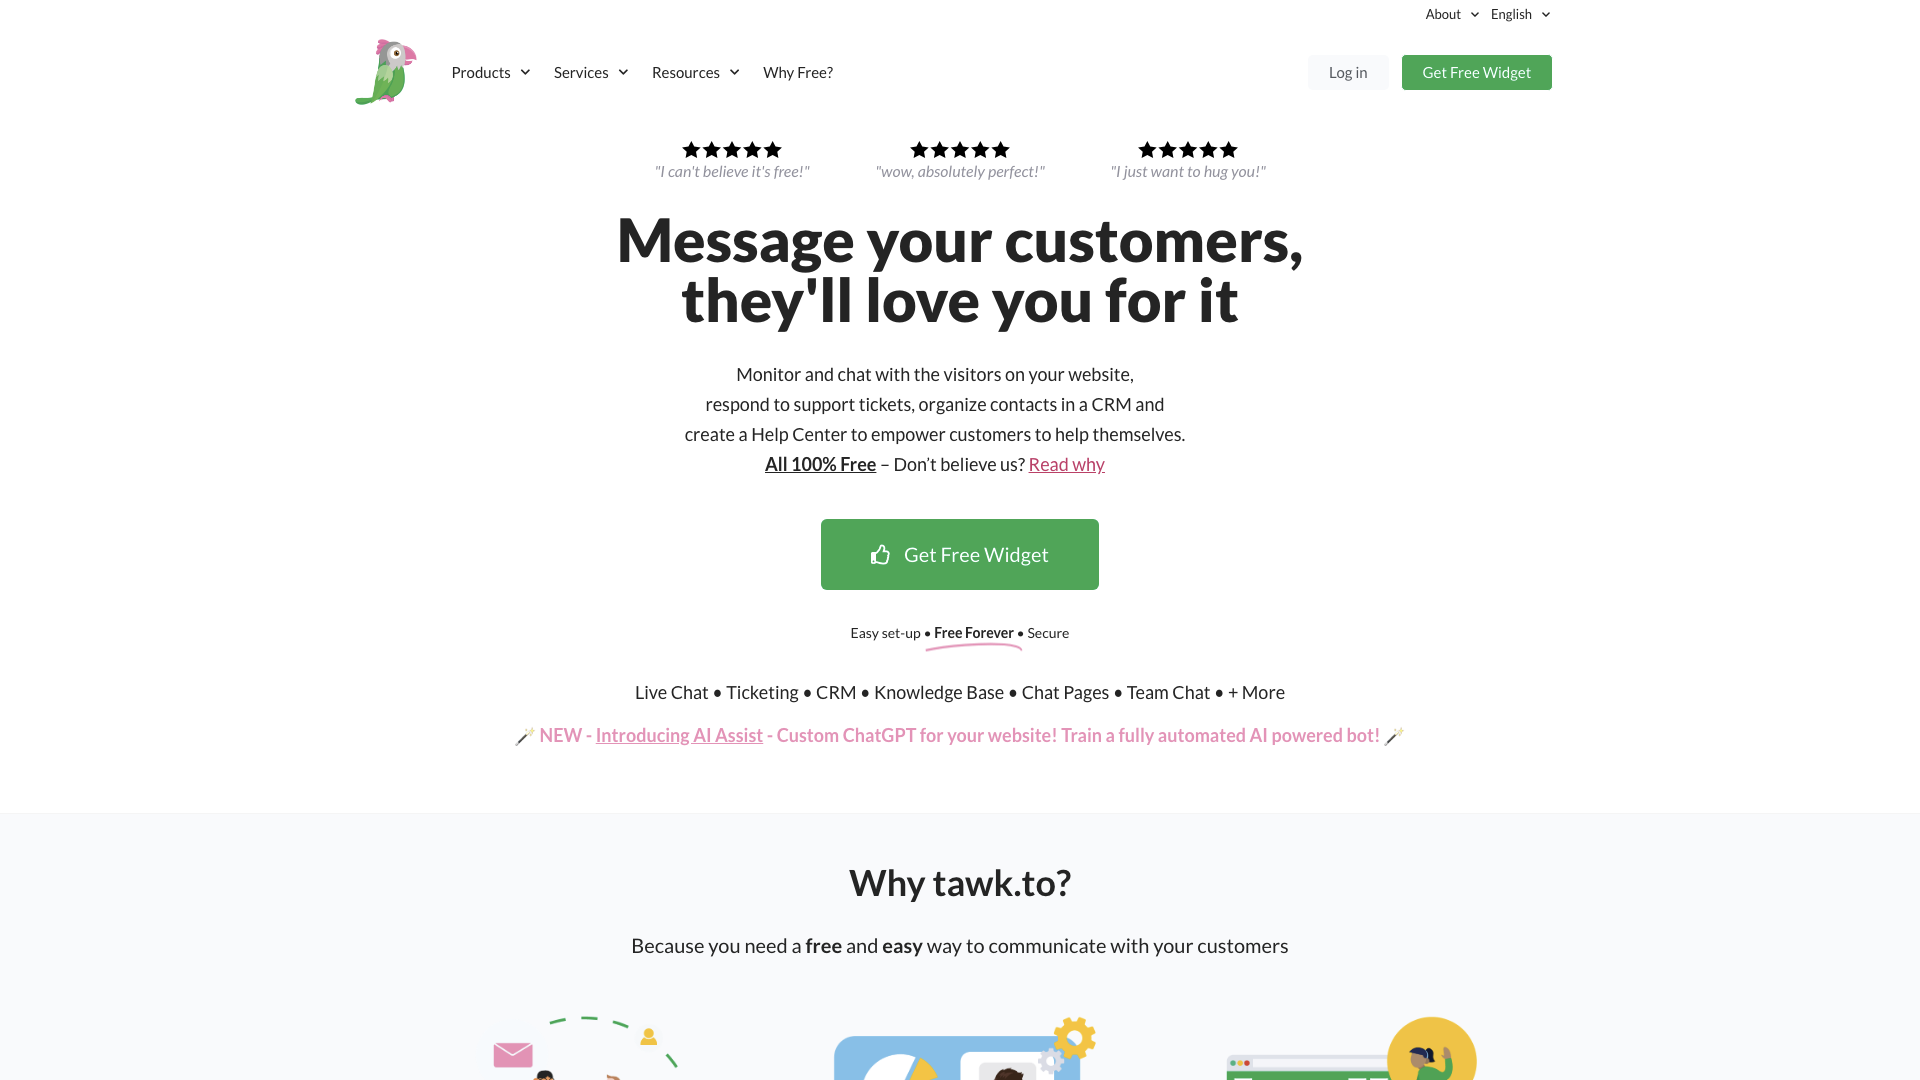 About English
Products Services Resources Why Free? Log in Get Free Widget
"I can't believe it's free!" "wow, absolutely perfect!" "I just want to hug you!"
Message your customers,
they'll love you for it
Monitor and chat with the visitors on your website,
respond to support tickets, organize contacts in a CRM and
create a Help Center to empower customers to help themselves.
All 100% Free – Don’t believe us? Read why
Get Free Widget
Easy set-up • Free Forever • Secure
Live Chat • Ticketing • CRM • Knowledge Base • Chat Pages • Team Chat • + More
NEW - Introducing AI Assist - Custom ChatGPT for your website! Train a fully automated AI powered bot!
Why tawk.to?
Because you need a free and easy way to communicate with your customers